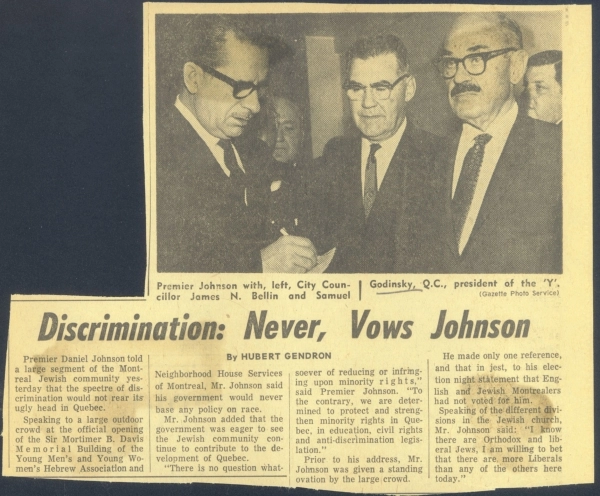 Premier Johnson with, left, City Coun-
cillor James N. Bellin and Samuel
Godinsky, Q.C., president of the 'Y'.
(Gazette Photo Service)
Discrimination: Never, Vows Johnson
By HUBERT GENDRON
Premier Daniel Johnson told
a large segment of the Mont-
real Jewish community yes-
terday that the spectre of dis-
crimination would not rear its
ugly head in Quebec.
Speaking to a large outdoor
crowd at the official opening
of the Sir Mortimer B. Davis
Memorial Building of the
Young Men's and Young Wo-
men's Hebrew Association and
Neighborhood House Services
of Montreal, Mr. Johnson said
his government would never
base any policy on race.
Mr. Johnson added that the
government was eager to see
the Jewish community con-
tinue to contribute to the de-
velopment of Quebec.
"There is no question what-
soever of reducing or infring-
ing upon minority rights,"
said Premier Johnson. "To
the contrary, we are deter-
mined to protect and streng-
then minority rights in Que-
bec, in education, civil rights
and anti-discrimination legis-
lation."
Prior to his address, Mr.
Johnson was given a standing
ovation by the large crowd.
He made only one reference,
and that in jest, to his elec-
tion night statement that Eng-
lish and Jewish Montrealers
had not voted for him.
Speaking of the different divi-
sions in the Jewish church,
Mr. Johnson said: "I know
there are Orthodox and lib-
eral Jews, I am willing to bet
that there are more Liberals
than any of the others here
today."